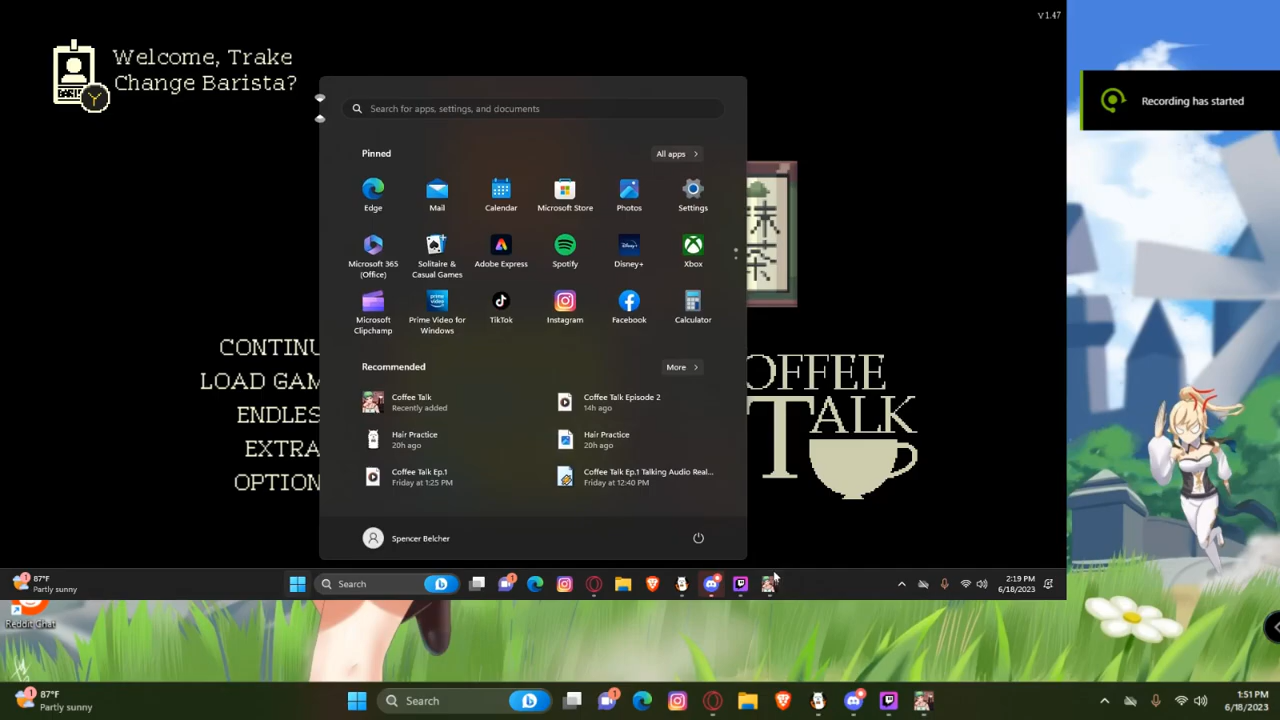 V 1.47
Welcome, Trake
Change Barista?
BARIS
Y
Recording has started
Search for apps, settings, and documents
Pinned
All apps
Edge
Mail
Calendar
Microsoft Store
Photos
Settings
Microsoft 365
(Office)
Solitaire &
Casual Games
Adobe Express
Spotify
Disney+
Xbox
Microsoft
Clipchamp
Prime Video for
Windows
TikTok
Instagram
Facebook
Calculator
CONTINU
LOAD GAM
ENDLES
EXTRA
OPTION
OFFEE
TALK
Recommended
More
Coffee Talk
Recently added
Coffee Talk Episode 2
14h ago
Hair Practice
20h ago
Hair Practice
20h ago
Coffee Talk Ep.1
Friday at 1:25 PM
Coffee Talk Ep.1 Talking Audio Real...
Friday at 12:40 PM
Spencer Belcher
87°F
Partly sunny
Search
2:19 PM
6/18/2023
Reddit Chat
87°F
Partly sunny
Search
1:51 PM
6/18/2023